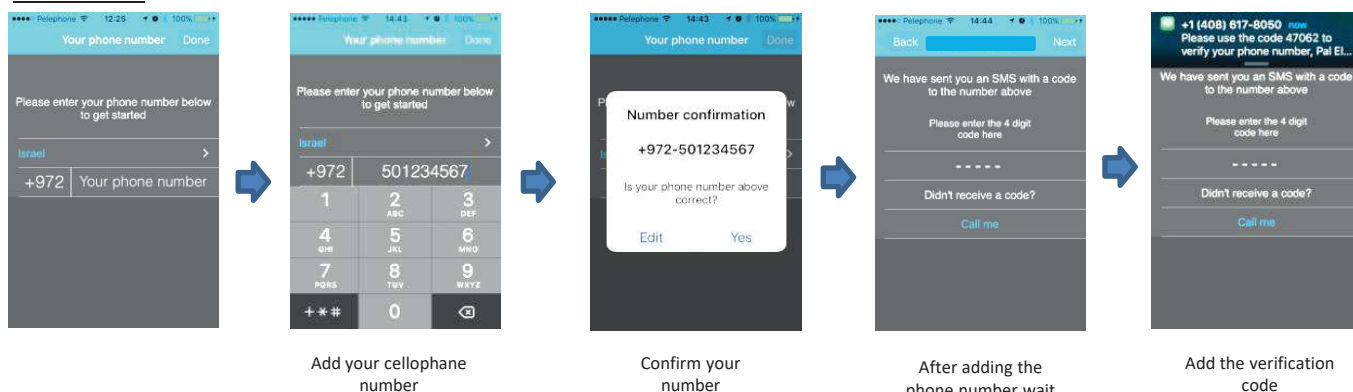 Pelephone 12:25 100%
Your phone number Done
Please enter your phone number below
to get started
Israel
+972 Your phone number
Pelephone 14:43 100%
Your phone number Done
Please enter your phone number below
to get started
Israel
+972 501234567
1 2 3
ABC DEF
4 5 6
GHI JKL MNO
7 8 9
PQRS TUV WXYZ
+*# 0
Add your cellophane
number
Pelephone 14:43 100%
Your phone number Done
Number confirmation
+972-501234567
Is your phone number above
correct?
Edit Yes
Confirm your
number
Pelephone 14:44 100%
Back Next
We have sent you an SMS with a code
to the number above
Please enter the 4 digit
code here
-----
Didn't receive a code?
Call me
After adding the
phone number wait
+1 (408) 617-8050 now
Please use the code 47062 to
verify your phone number, Pal El...
We have sent you an SMS with a code
to the number above
Please enter the 4 digit
code here
-----
Didn't receive a code?
Call me
Add the verification
code